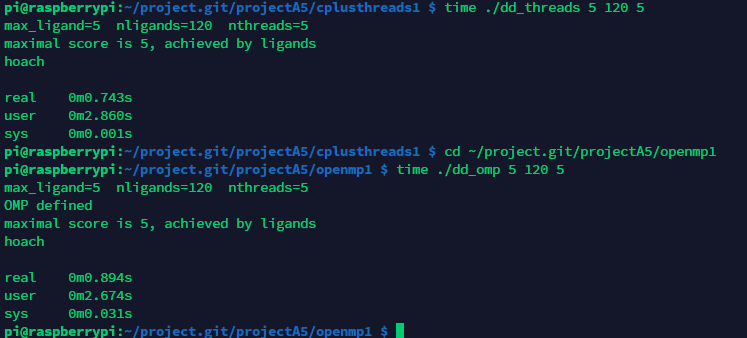 pi@raspberrypi:~/project.git/projectA5/cplusthreads1 $ time ./dd_threads 5 120 5
max_ligand=5  nligands=120  nthreads=5
maximal score is 5, achieved by ligands
hoach

real    0m0.743s
user    0m2.860s
sys     0m0.001s
pi@raspberrypi:~/project.git/projectA5/cplusthreads1 $ cd ~/project.git/projectA5/openmp1
pi@raspberrypi:~/project.git/projectA5/openmp1 $ time ./dd_omp 5 120 5
max_ligand=5  nligands=120  nthreads=5
OMP defined
maximal score is 5, achieved by ligands
hoach

real    0m0.894s
user    0m2.674s
sys     0m0.031s
pi@raspberrypi:~/project.git/projectA5/openmp1 $